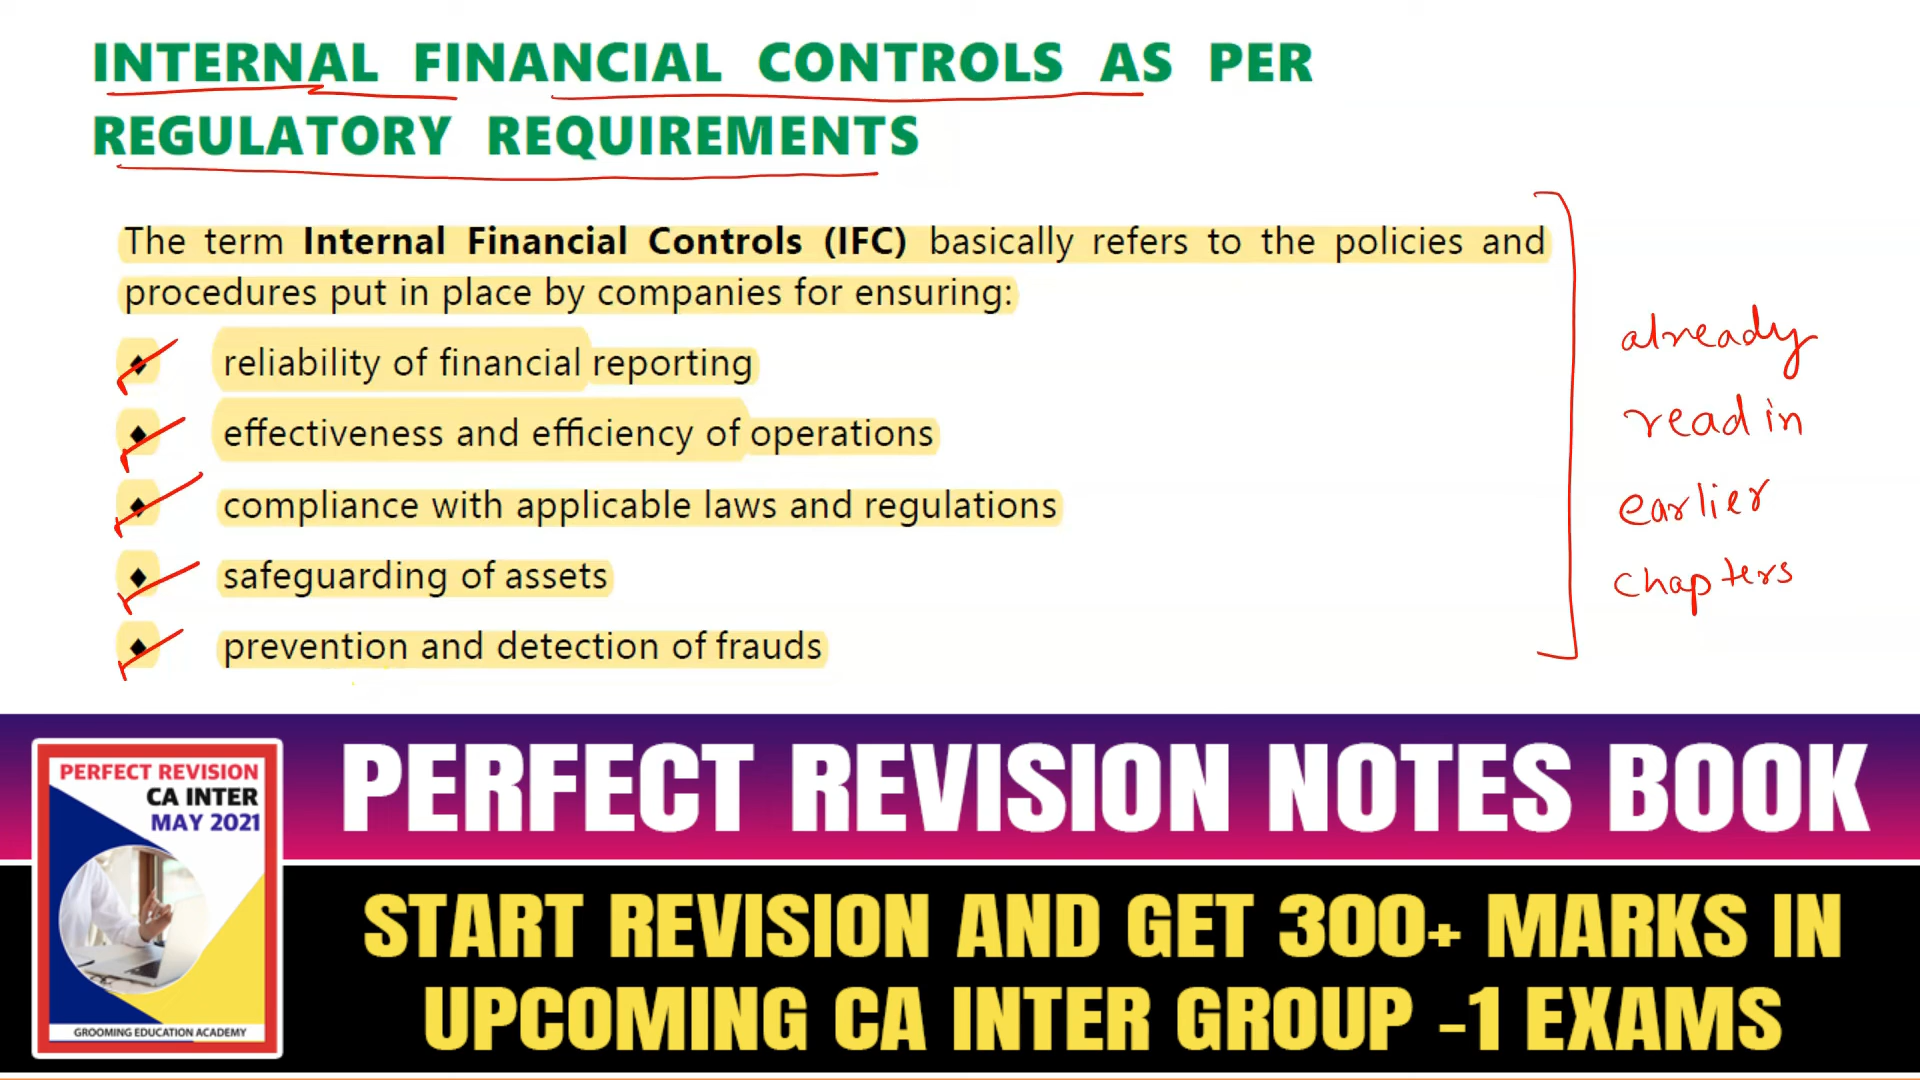 INTERNAL FINANCIAL CONTROLS AS PER
REGULATORY REQUIREMENTS
The term Internal Financial Controls (IFC) basically refers to the policies and
procedures put in place by companies for ensuring:
♦ reliability of financial reporting
♦ effectiveness and efficiency of operations
♦ compliance with applicable laws and regulations
♦ safeguarding of assets
♦ prevention and detection of frauds
already
read in
earlier
chapters
PERFECT REVISION
CA INTER
MAY 2021
GROOMING EDUCATION ACADEMY
PERFECT REVISION NOTES BOOK
START REVISION AND GET 300+ MARKS IN
UPCOMING CA INTER GROUP -1 EXAMS